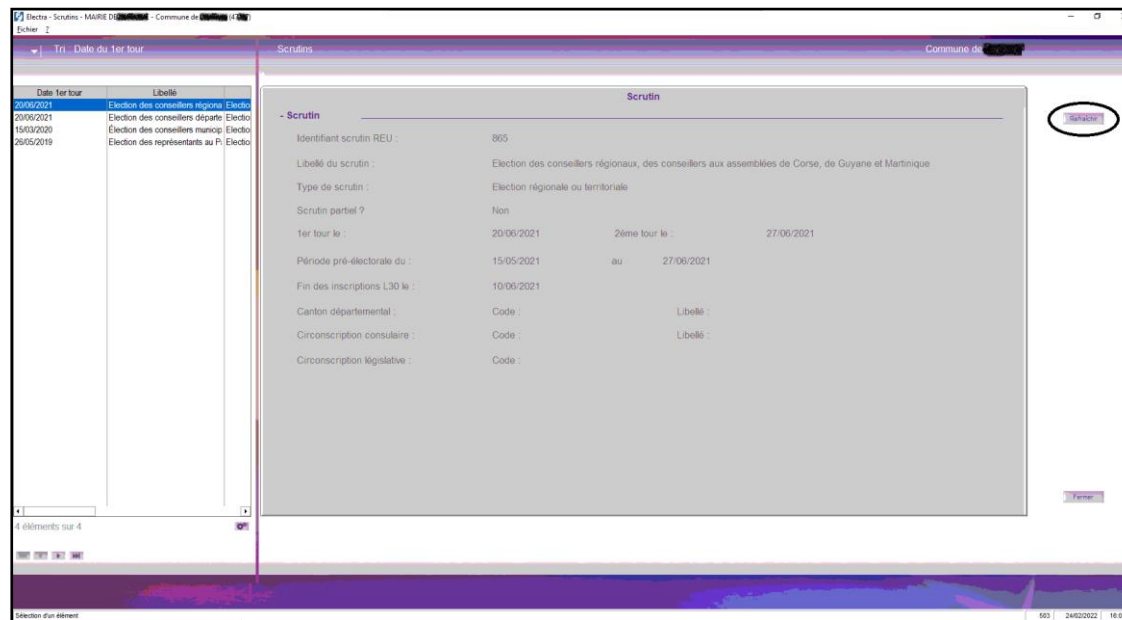 Electra - Scrutins - MAIRIE DE - Commune de (47
Fichier ?
Tri : Date du 1er tour
Scrutins
Commune de
Date 1er tour Libellé
20/06/2021 Election des conseillers régiona Electio
20/06/2021 Election des conseillers départe Electio
15/03/2020 Élection des conseillers municip Electio
26/05/2019 Election des représentants au P Electio
4 éléments sur 4
Scrutin
- Scrutin
Identifiant scrutin REU : 865
Libellé du scrutin : Election des conseillers régionaux, des conseillers aux assemblées de Corse, de Guyane et Martinique
Type de scrutin : Election régionale ou territoriale
Scrutin partiel ? Non
1er tour le : 20/06/2021 2ème tour le : 27/06/2021
Période pré-électorale du : 15/05/2021 au 27/06/2021
Fin des inscriptions L30 le : 10/06/2021
Canton départemental : Code : Libellé :
Circonscription consulaire : Code : Libellé :
Circonscription législative : Code :
Rafraîchir
Fermer
Sélection d'un élément
503 24/02/2022 16:0